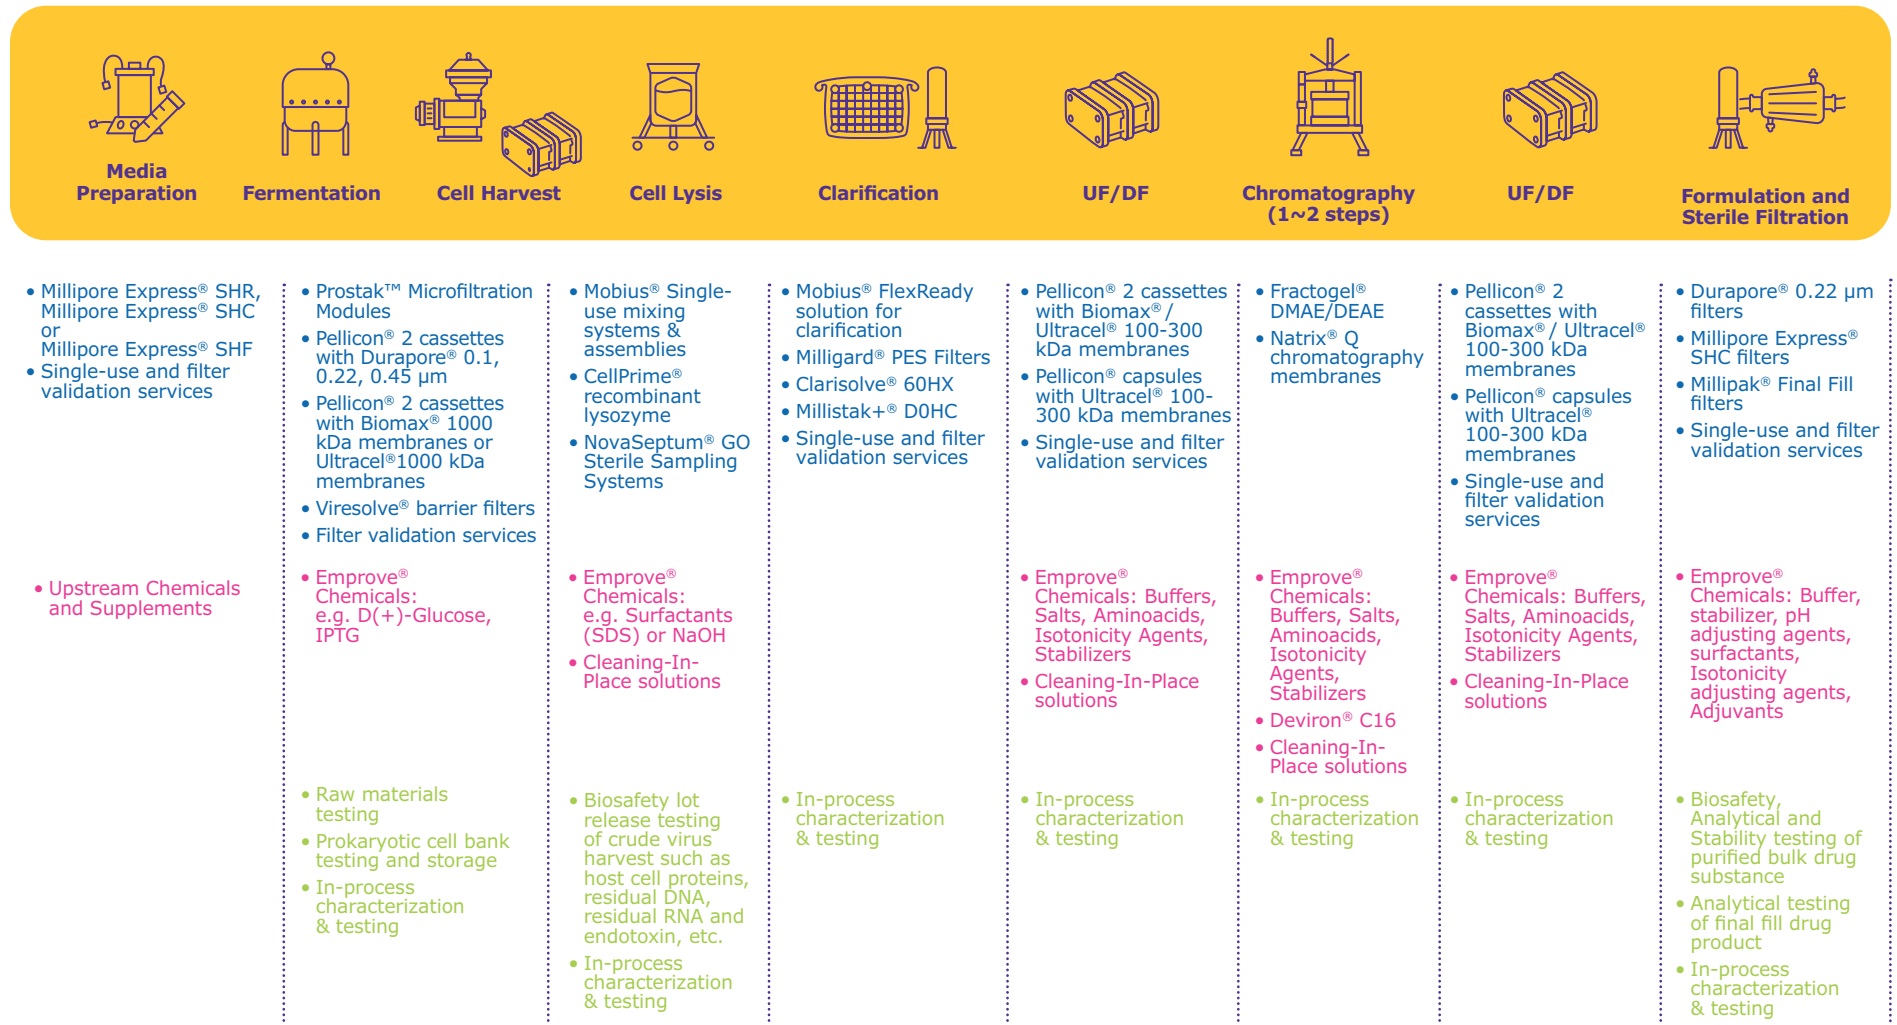 Media
Preparation
Fermentation
Cell Harvest
Cell Lysis
Clarification
UF/DF
Chromatography
(1~2 steps)
UF/DF
Formulation and
Sterile Filtration
• Millipore Express® SHR,
Millipore Express® SHC
or
Millipore Express® SHF
• Single-use and filter
validation services
• Upstream Chemicals
and Supplements
• Prostak™ Microfiltration
Modules
• Pellicon® 2 cassettes
with Durapore® 0.1,
0.22, 0.45 µm
• Pellicon® 2 cassettes
with Biomax® 1000
kDa membranes or
Ultracel®1000 kDa
membranes
• Viresolve® barrier filters
• Filter validation services
• Emprove®
Chemicals:
e.g. D(+)-Glucose,
IPTG
• Raw materials
testing
• Prokaryotic cell bank
testing and storage
• In-process
characterization
& testing
• Mobius® Single-
use mixing
systems &
assemblies
• CellPrime®
recombinant
lysozyme
• NovaSeptum® GO
Sterile Sampling
Systems
• Emprove®
Chemicals:
e.g. Surfactants
(SDS) or NaOH
• Cleaning-In-
Place solutions
• Biosafety lot
release testing
of crude virus
harvest such as
host cell proteins,
residual DNA,
residual RNA and
endotoxin, etc.
• In-process
characterization
& testing
• Mobius® FlexReady
solution for
clarification
• Milligard® PES Filters
• Clarisolve® 60HX
• Millistak+® D0HC
• Single-use and filter
validation services
• In-process
characterization
& testing
• Pellicon® 2 cassettes
with Biomax® /
Ultracel® 100-300
kDa membranes
• Pellicon® capsules
with Ultracel® 100-
300 kDa membranes
• Single-use and filter
validation services
• Emprove®
Chemicals: Buffers,
Salts, Aminoacids,
Isotonicity Agents,
Stabilizers
• Cleaning-In-Place
solutions
• In-process
characterization
& testing
• Fractogel®
DMAE/DEAE
• Natrix® Q
chromatography
membranes
• Emprove®
Chemicals:
Buffers, Salts,
Aminoacids,
Isotonicity
Agents,
Stabilizers
• Deviron® C16
• Cleaning-In-
Place solutions
• In-process
characterization
& testing
• Pellicon® 2
cassettes with
Biomax® / Ultracel®
100-300 kDa
membranes
• Pellicon® capsules
with Ultracel®
100-300 kDa
membranes
• Single-use and
filter validation
services
• Emprove®
Chemicals: Buffers,
Salts, Aminoacids,
Isotonicity Agents,
Stabilizers
• Cleaning-In-Place
solutions
• In-process
characterization
& testing
• Durapore® 0.22 µm
filters
• Millipore Express®
SHC filters
• Millipak® Final Fill
filters
• Single-use and filter
validation services
• Emprove®
Chemicals: Buffer,
stabilizer, pH
adjusting agents,
surfactants,
Isotonicity
adjusting agents,
Adjuvants
• Biosafety,
Analytical and
Stability testing of
purified bulk drug
substance
• Analytical testing
of final fill drug
product
• In-process
characterization
& testing